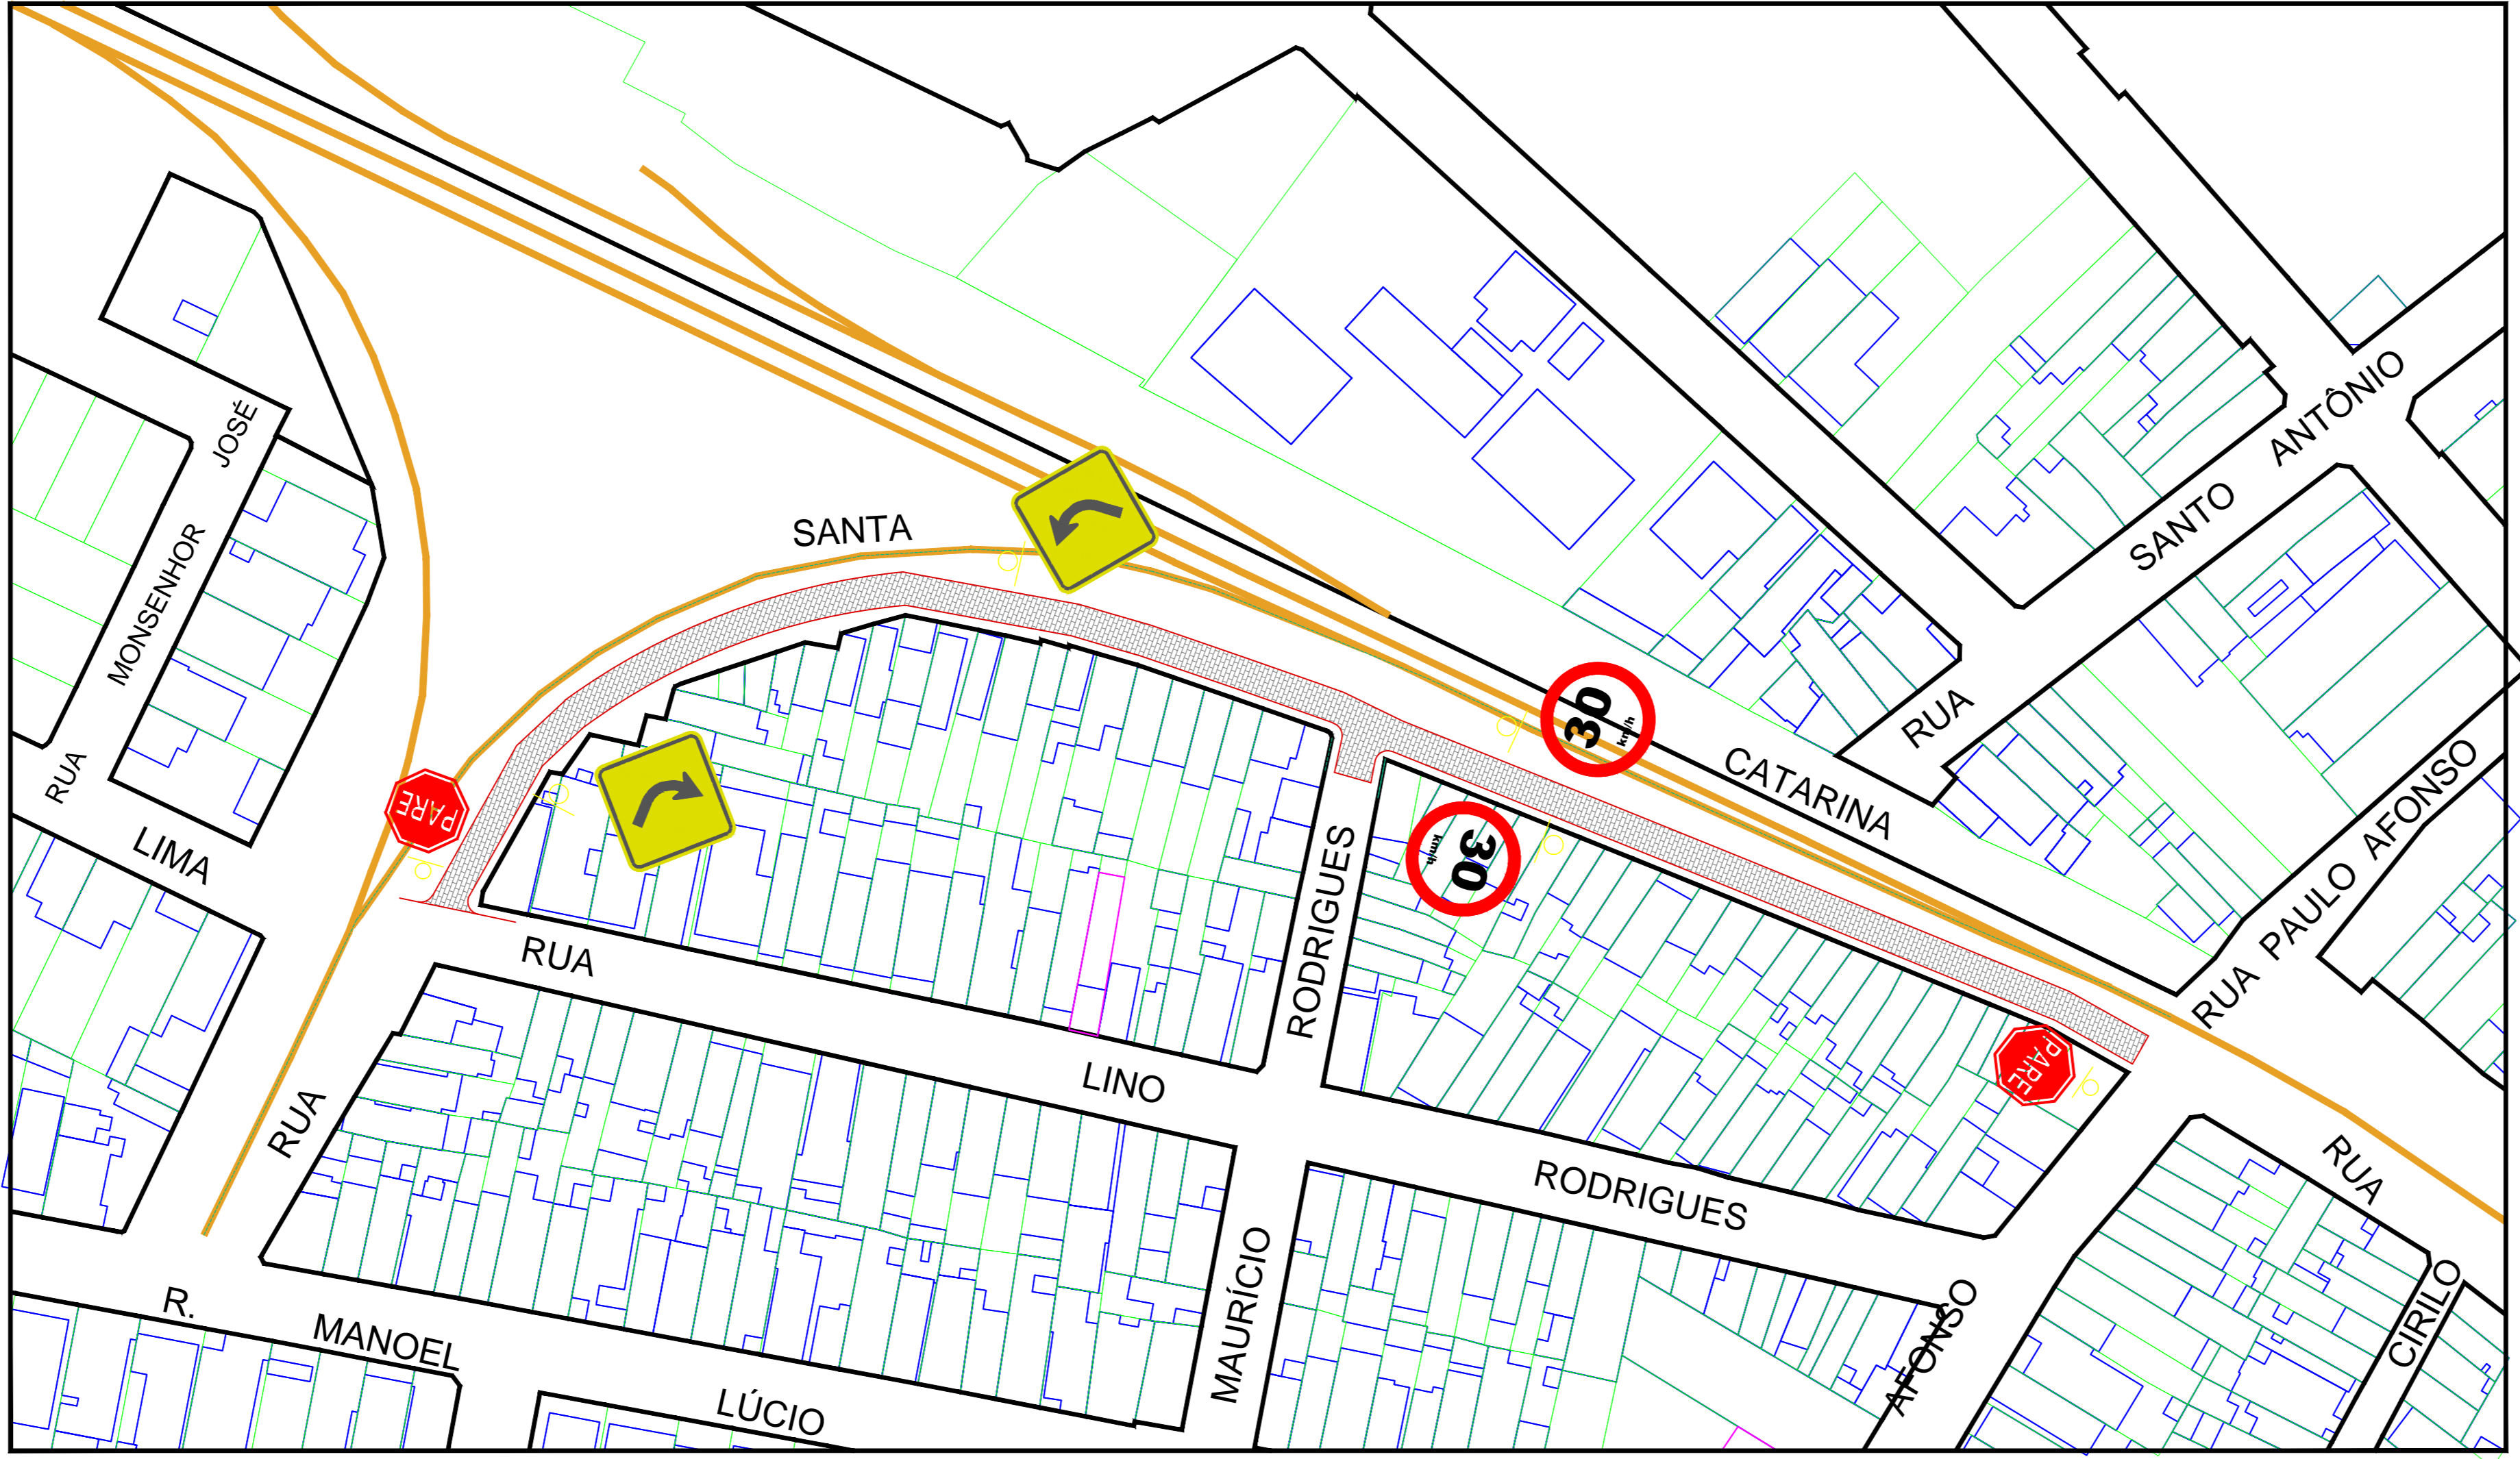 SANTO ANTÔNIO
JOSÉ
SANTA
MONSENHOR
RUA
30
km/h
CATARINA
RUA
PARE
LIMA
30
km/h
RODRIGUES
RUA PAULO AFONSO
RUA
LINO
PARE
RUA
RUA
RODRIGUES
R.
MANOEL
MAURÍCIO
AFONSO
CIRILO
LÚCIO